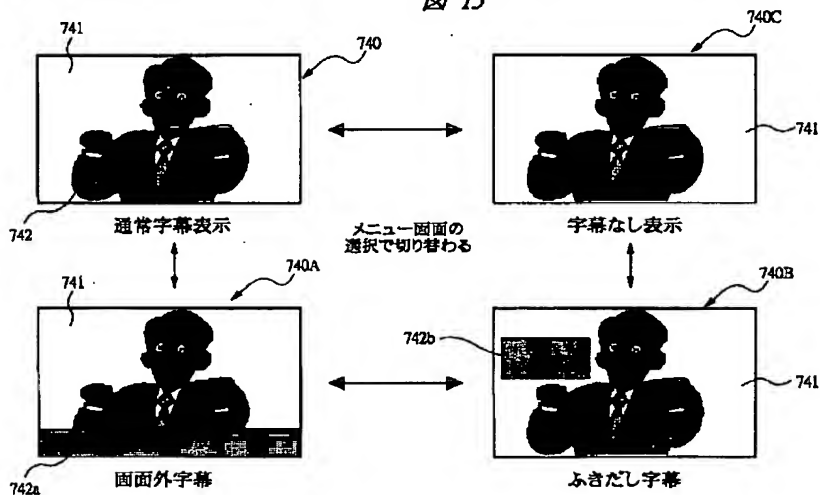 図 15
741
740
740C
741
742
通常字幕表示
字幕なし表示
メニュー画面の
選択で切り替わる
741
740A
740B
742b
741
742a
画面外字幕
ふきだし字幕